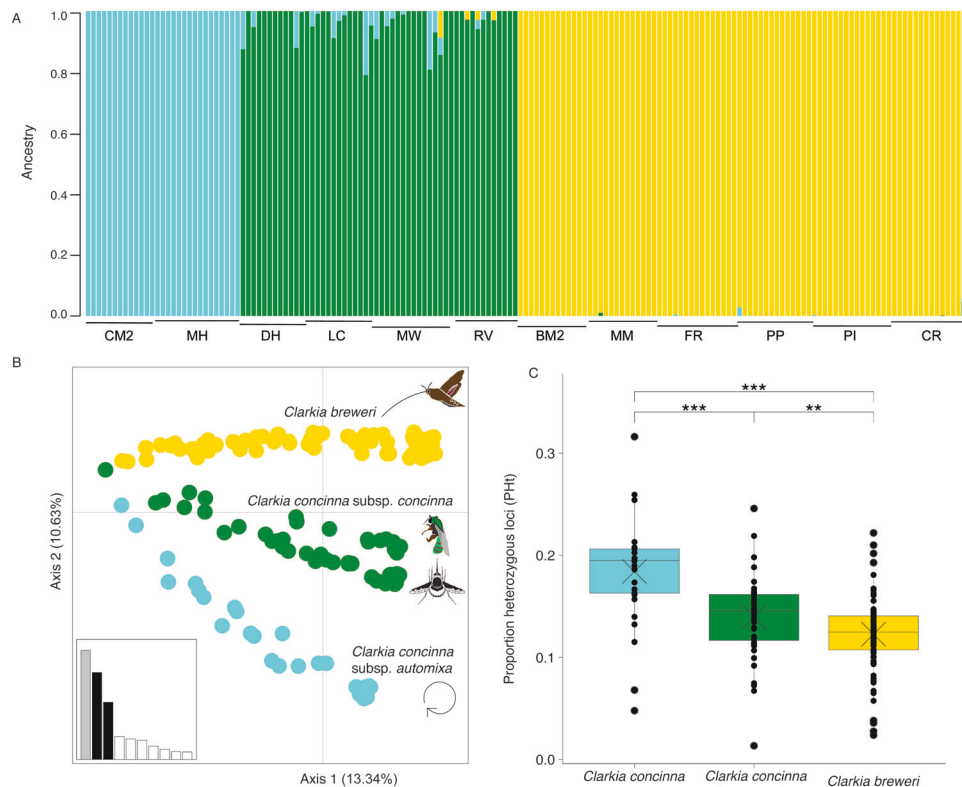 A
Ancestry
1.0
0.8
0.6
0.4
0.2
0.0
CM2 MH DH LC MW RV BM2 MM FR PP PI CR
B
Clarkia breweri
Clarkia concinna subsp. concinna
Clarkia concinna
subsp. automixa
Axis 2 (10.63%)
Axis 1 (13.34%)
C
***
*** **
Proportion heterozygous loci (PHt)
0.3
0.2
0.1
0.0
Clarkia concinna Clarkia concinna Clarkia breweri